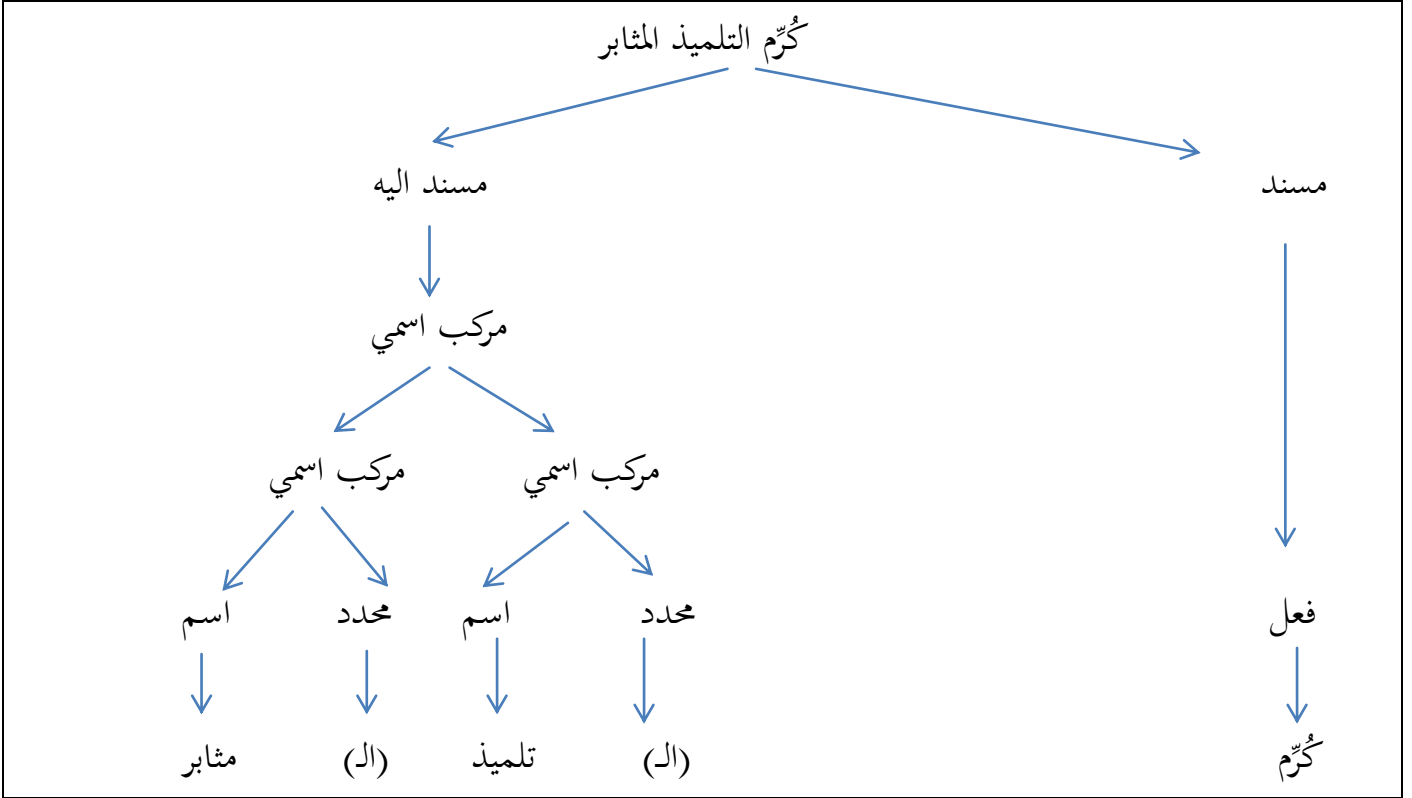 كُرِّم التلميذ المثابر
مسند مسند اليه
مركب اسمي
مركب اسمي مركب اسمي
فعل محدد اسم محدد اسم
كُرِّم (الـ) تلميذ (الـ) مثابر